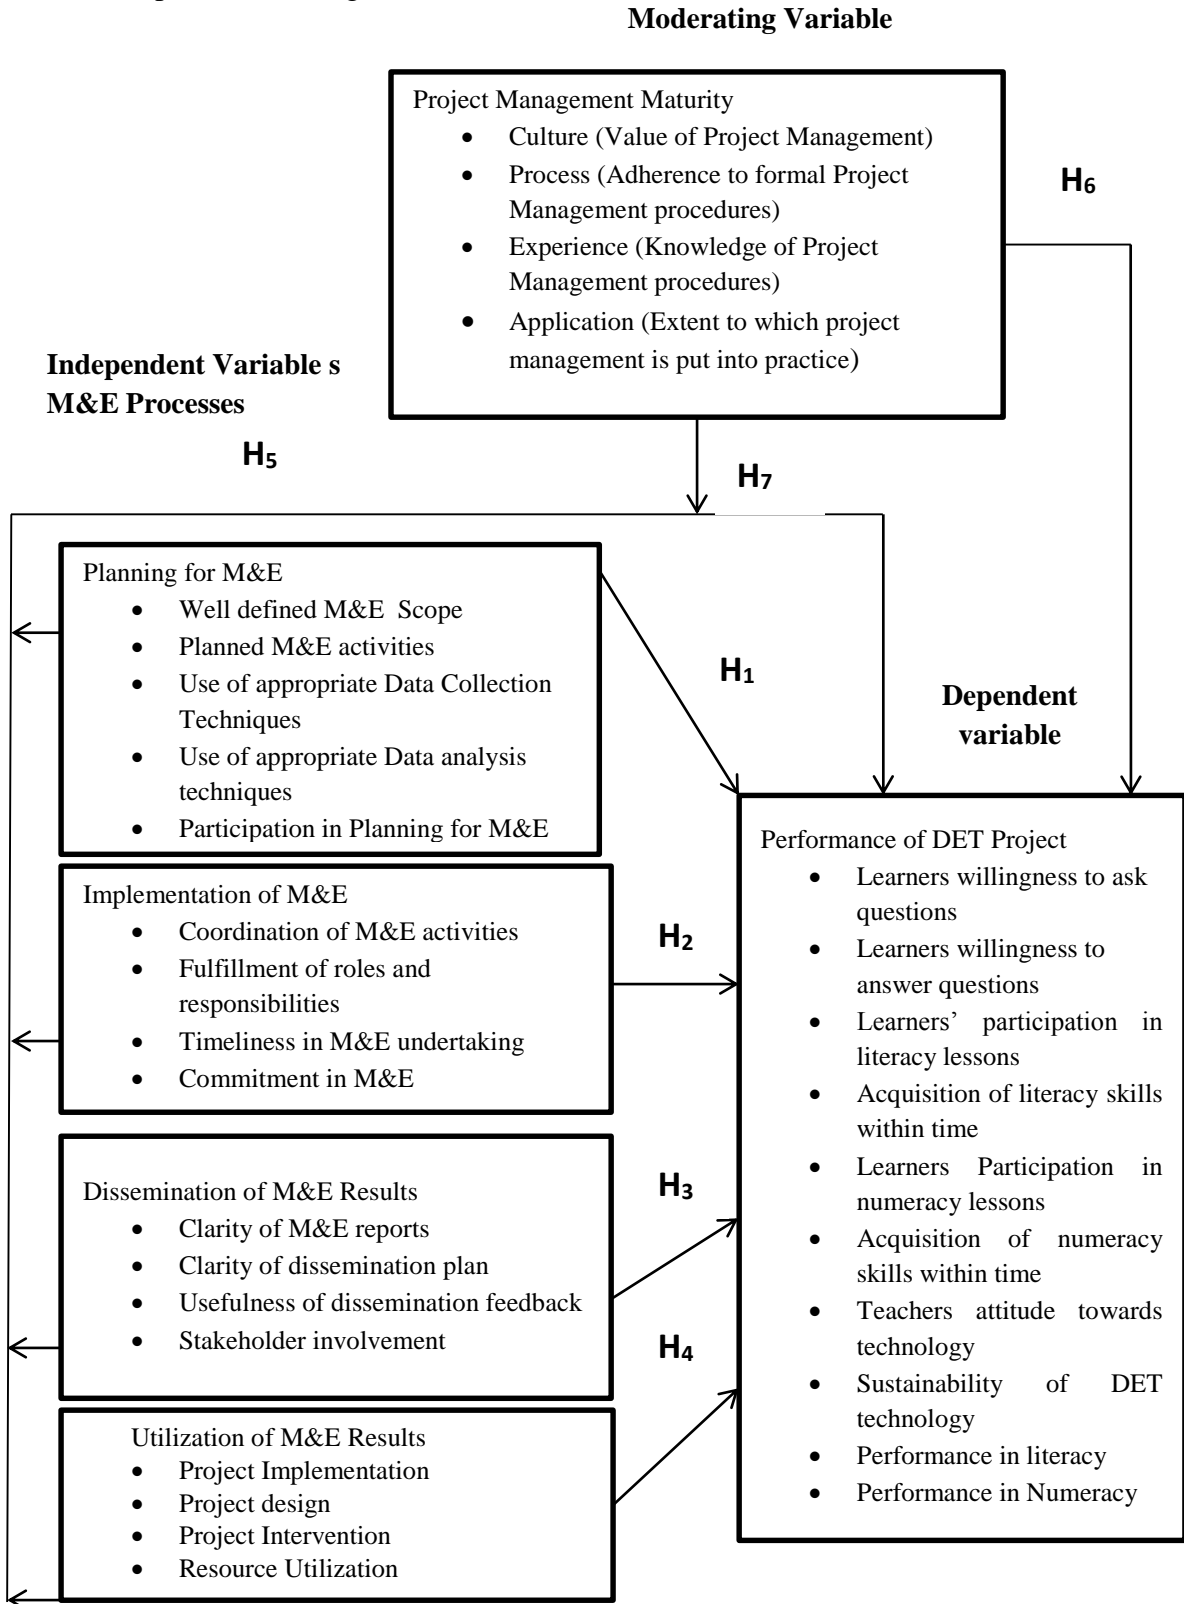 Moderating Variable
Project Management Maturity
• Culture (Value of Project Management)
• Process (Adherence to formal Project
Management procedures)
• Experience (Knowledge of Project
Management procedures)
• Application (Extent to which project
management is put into practice)
H6
Independent Variable s
M&E Processes
H5
H7
Planning for M&E
• Well defined M&E Scope
• Planned M&E activities
• Use of appropriate Data Collection
Techniques
• Use of appropriate Data analysis
techniques
• Participation in Planning for M&E
H1
Implementation of M&E
• Coordination of M&E activities
• Fulfillment of roles and
responsibilities
• Timeliness in M&E undertaking
• Commitment in M&E
H2
Dissemination of M&E Results
• Clarity of M&E reports
• Clarity of dissemination plan
• Usefulness of dissemination feedback
• Stakeholder involvement
H3
Utilization of M&E Results
• Project Implementation
• Project design
• Project Intervention
• Resource Utilization
H4
Dependent
variable
Performance of DET Project
• Learners willingness to ask
questions
• Learners willingness to
answer questions
• Learners’ participation in
literacy lessons
• Acquisition of literacy skills
within time
• Learners Participation in
numeracy lessons
• Acquisition of numeracy
skills within time
• Teachers attitude towards
technology
• Sustainability of DET
technology
• Performance in literacy
• Performance in Numeracy